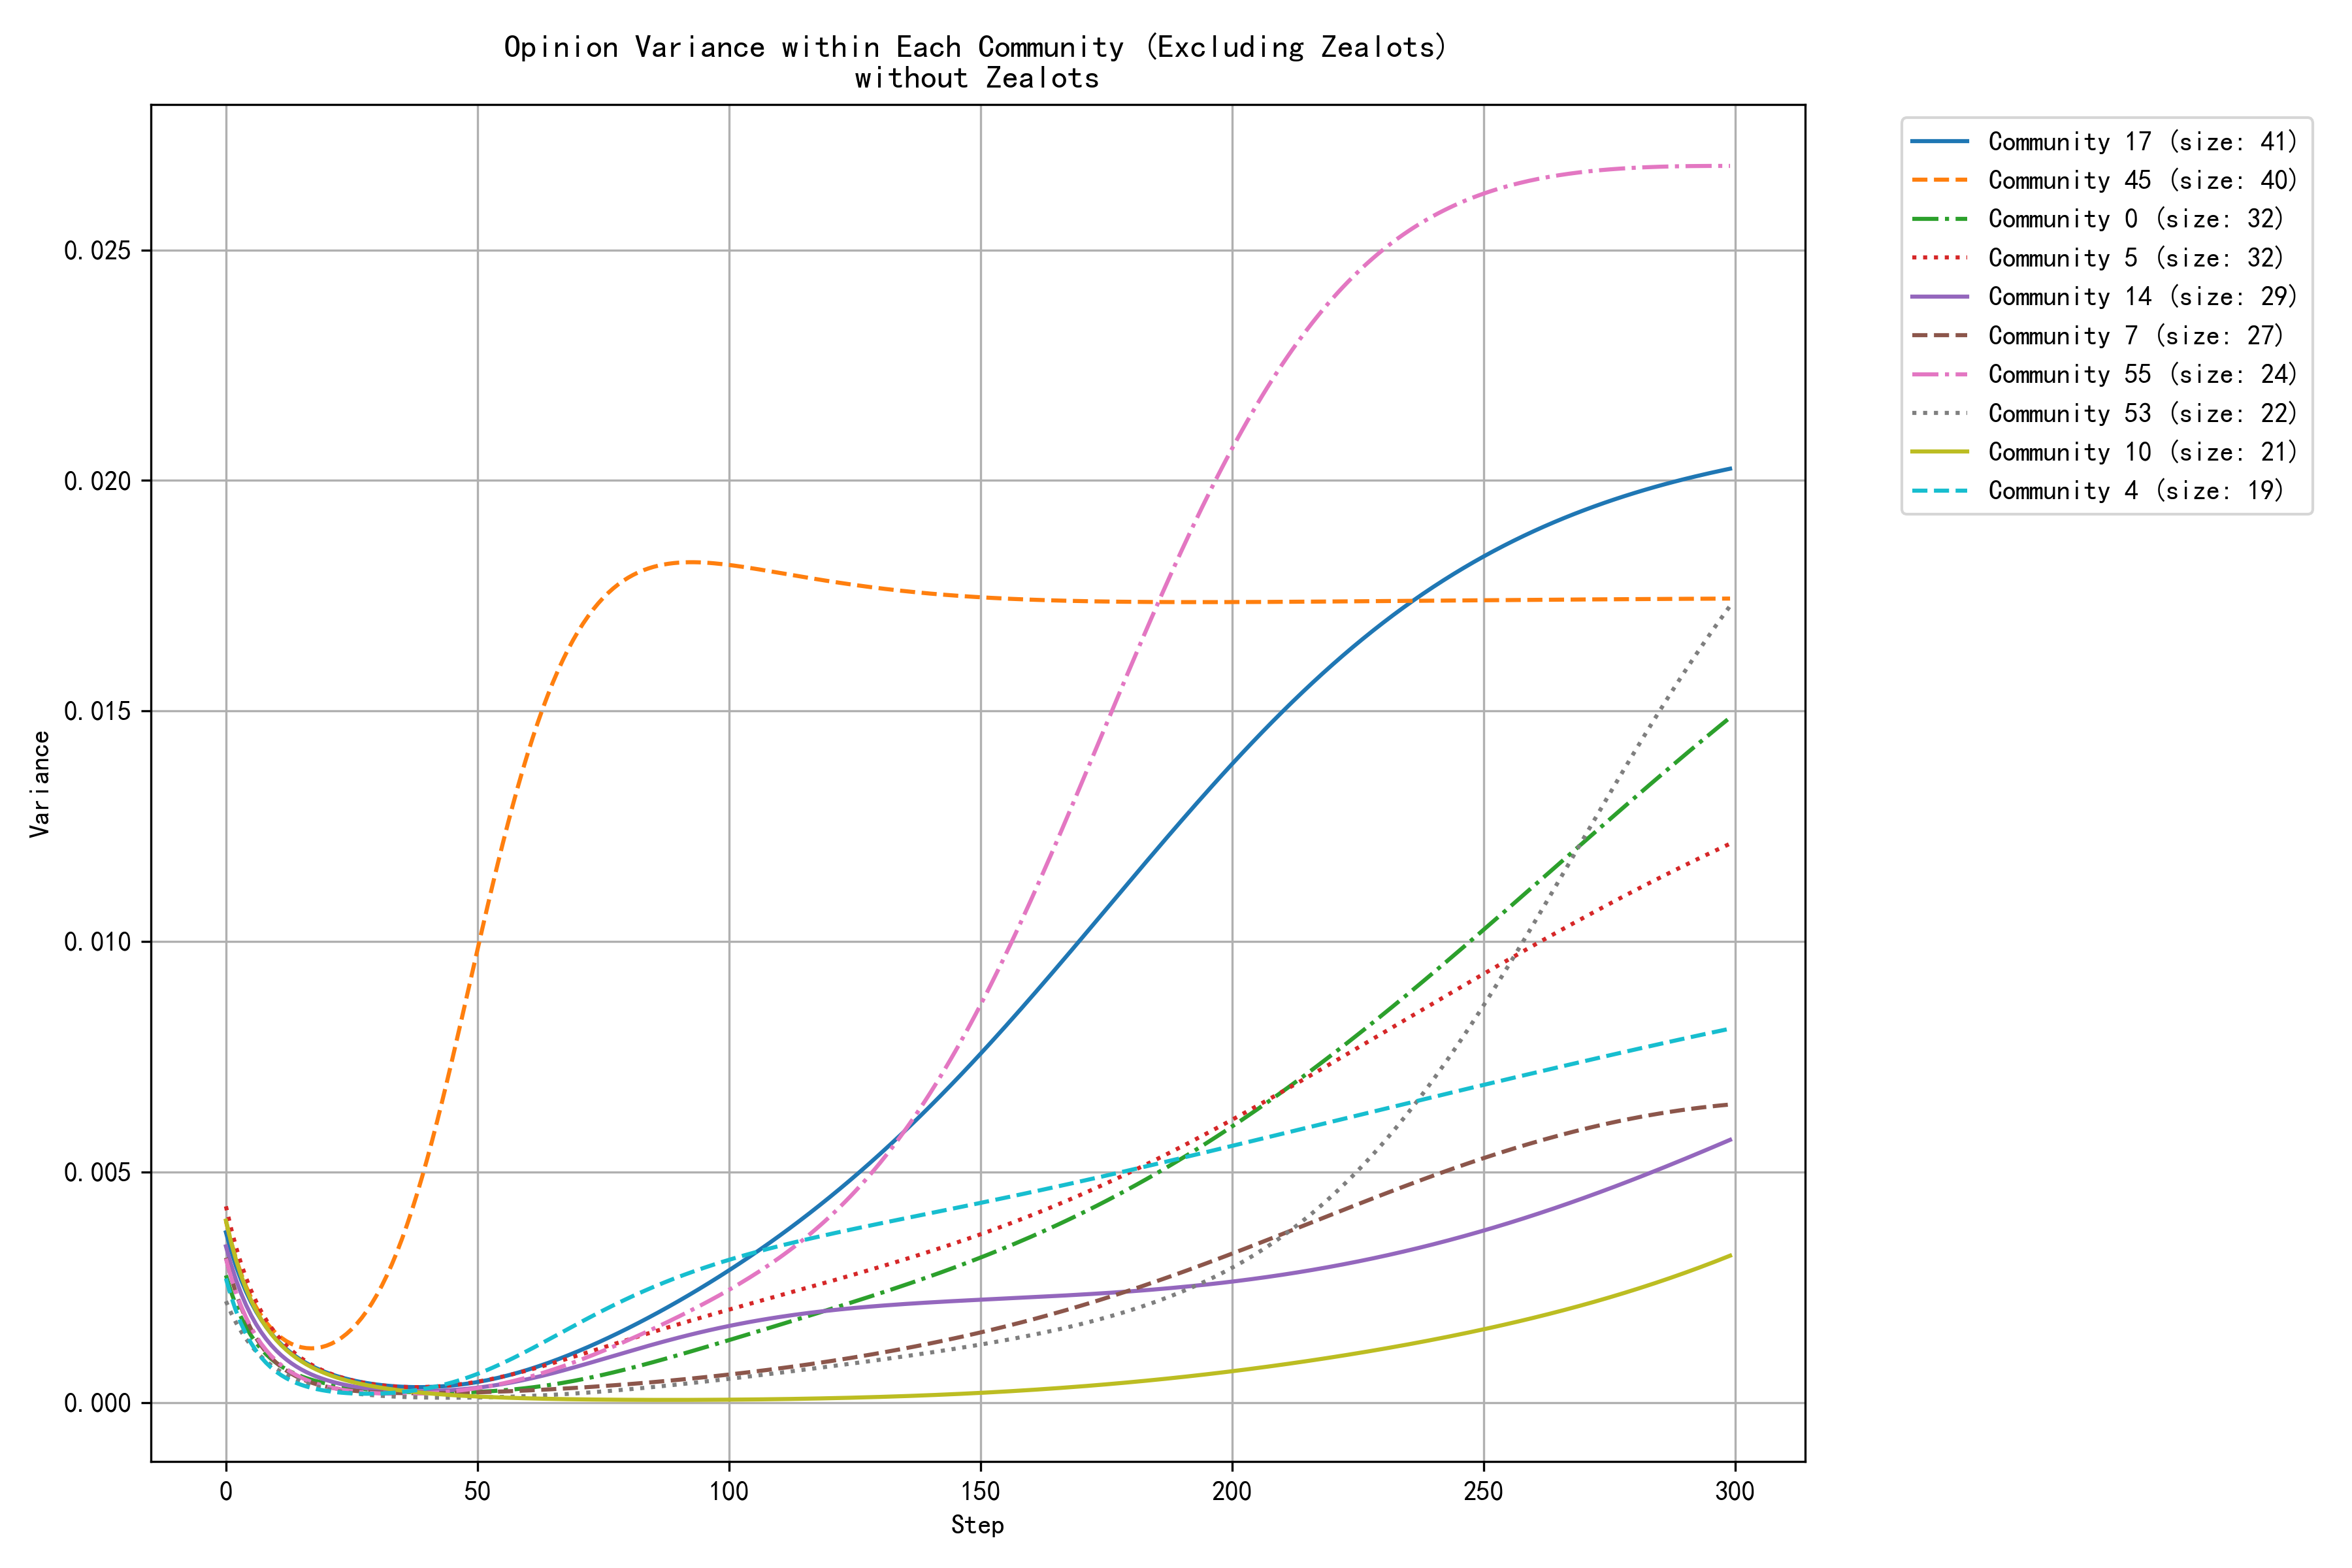 Opinion Variance within Each Community (Excluding Zealots)
without Zealots
Variance
0.025
0.020
0.015
0.010
0.005
0.000
0 50 100 150 200 250 300
Step
Community 17 (size: 41)
Community 45 (size: 40)
Community 0 (size: 32)
Community 5 (size: 32)
Community 14 (size: 29)
Community 7 (size: 27)
Community 55 (size: 24)
Community 53 (size: 22)
Community 10 (size: 21)
Community 4 (size: 19)